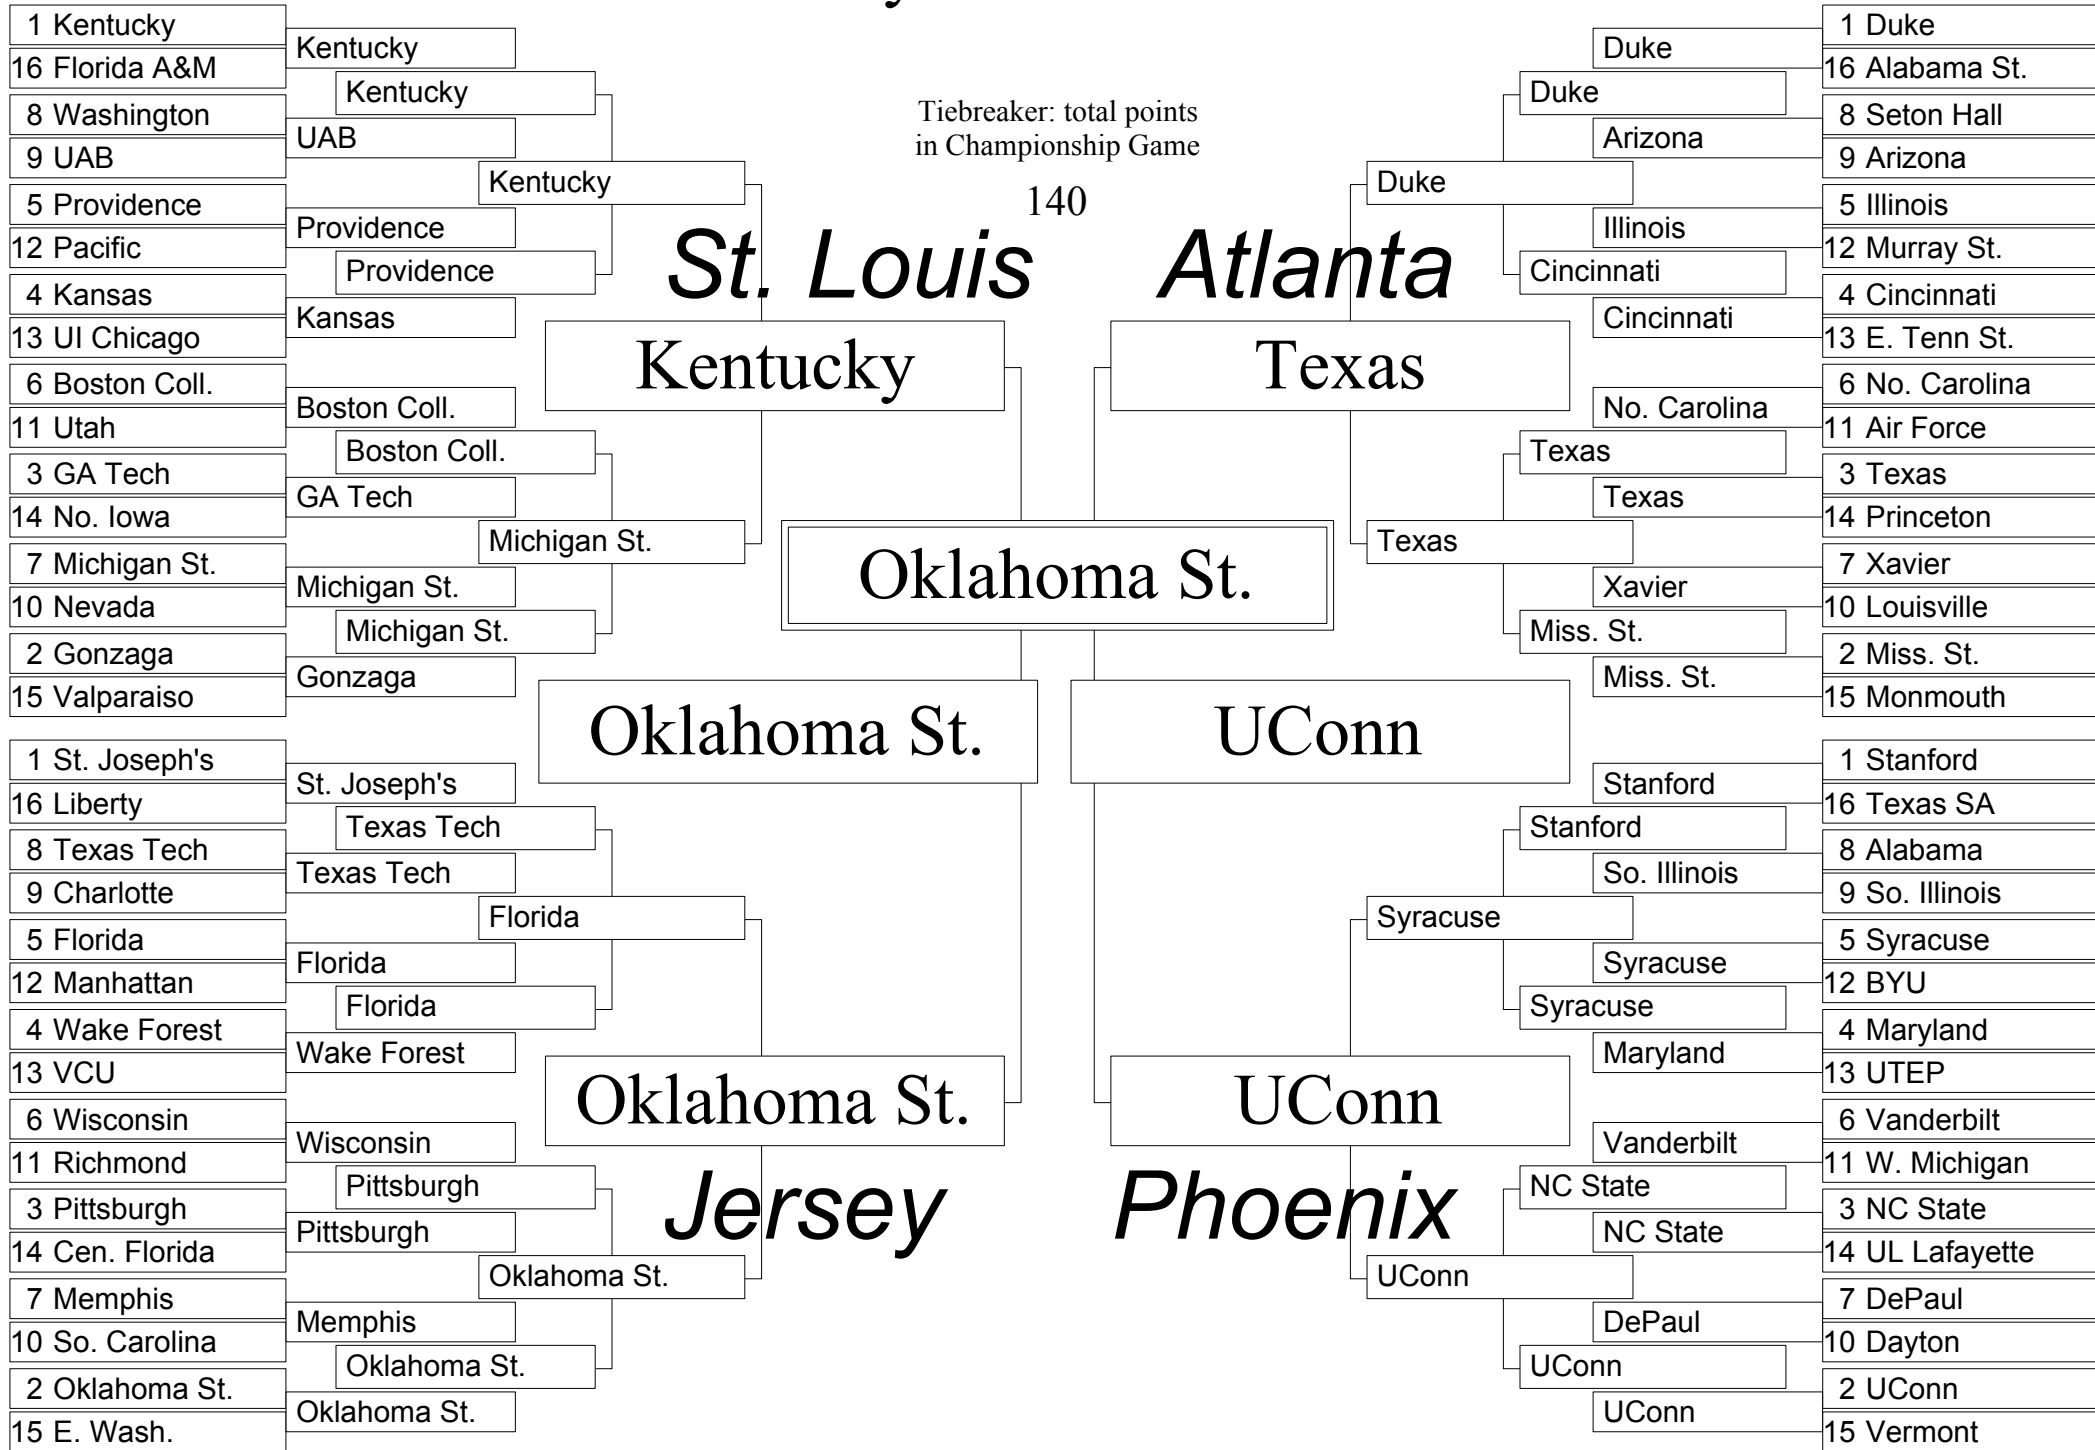 1 Kentucky
16 Florida A&M
8 Washington
9 UAB
5 Providence
12 Pacific
4 Kansas
13 UI Chicago
6 Boston Coll.
11 Utah
3 GA Tech
14 No. Iowa
7 Michigan St.
10 Nevada
2 Gonzaga
15 Valparaiso
1 St. Joseph's
16 Liberty
8 Texas Tech
9 Charlotte
5 Florida
12 Manhattan
4 Wake Forest
13 VCU
6 Wisconsin
11 Richmond
3 Pittsburgh
14 Cen. Florida
7 Memphis
10 So. Carolina
2 Oklahoma St.
15 E. Wash.
Kentucky
UAB
Providence
Kansas
Boston Coll.
GA Tech
Michigan St.
Gonzaga
St. Joseph's
Texas Tech
Florida
Wake Forest
Wisconsin
Pittsburgh
Memphis
Oklahoma St.
Kentucky
Providence
Boston Coll.
Michigan St.
Texas Tech
Florida
Pittsburgh
Oklahoma St.
Kentucky
Michigan St.
Florida
Oklahoma St.
Tiebreaker: total points
in Championship Game
140
St. Louis
Atlanta
Kentucky
Texas
Oklahoma St.
Oklahoma St.
UConn
Oklahoma St.
UConn
Jersey
Phoenix
Duke
Texas
Syracuse
UConn
Duke
Cincinnati
Texas
Miss. St.
Stanford
Syracuse
NC State
UConn
Duke
Arizona
Illinois
Cincinnati
No. Carolina
Texas
Xavier
Miss. St.
Stanford
So. Illinois
Syracuse
Maryland
Vanderbilt
NC State
DePaul
UConn
1 Duke
16 Alabama St.
8 Seton Hall
9 Arizona
5 Illinois
12 Murray St.
4 Cincinnati
13 E. Tenn St.
6 No. Carolina
11 Air Force
3 Texas
14 Princeton
7 Xavier
10 Louisville
2 Miss. St.
15 Monmouth
1 Stanford
16 Texas SA
8 Alabama
9 So. Illinois
5 Syracuse
12 BYU
4 Maryland
13 UTEP
6 Vanderbilt
11 W. Michigan
3 NC State
14 UL Lafayette
7 DePaul
10 Dayton
2 UConn
15 Vermont